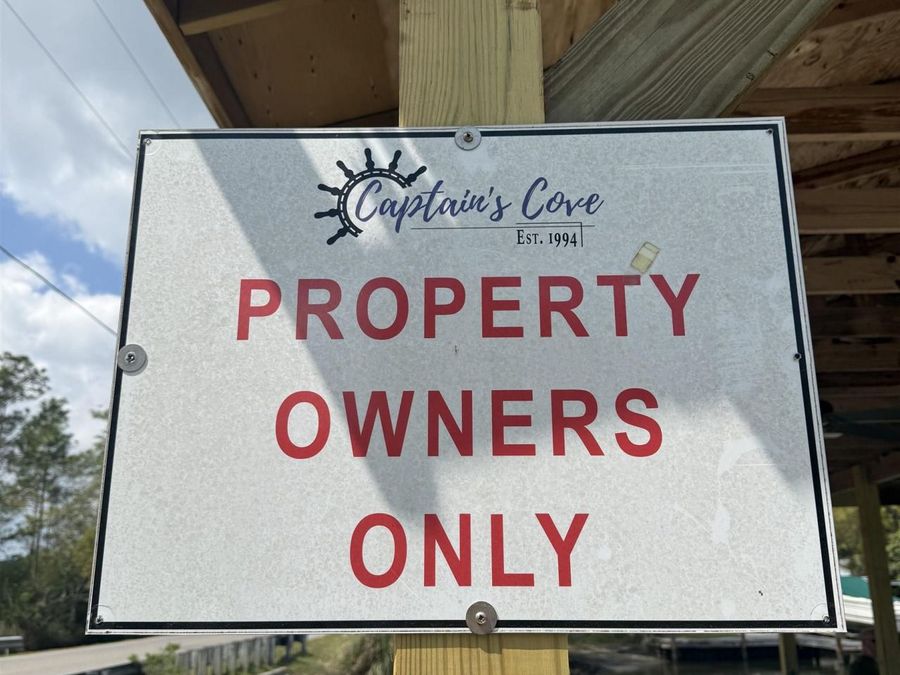 Captain's Cove
EST. 1994
PROPERTY
OWNERS
ONLY